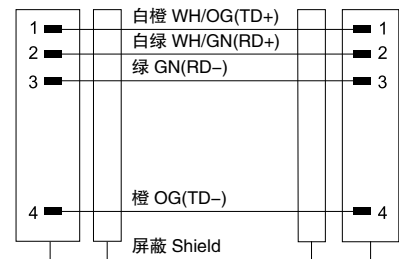 1 白橙 WH/OG(TD+) 1
2 白绿 WH/GN(RD+) 2
3 绿 GN(RD−) 3
4 橙 OG(TD−) 4
屏蔽 Shield